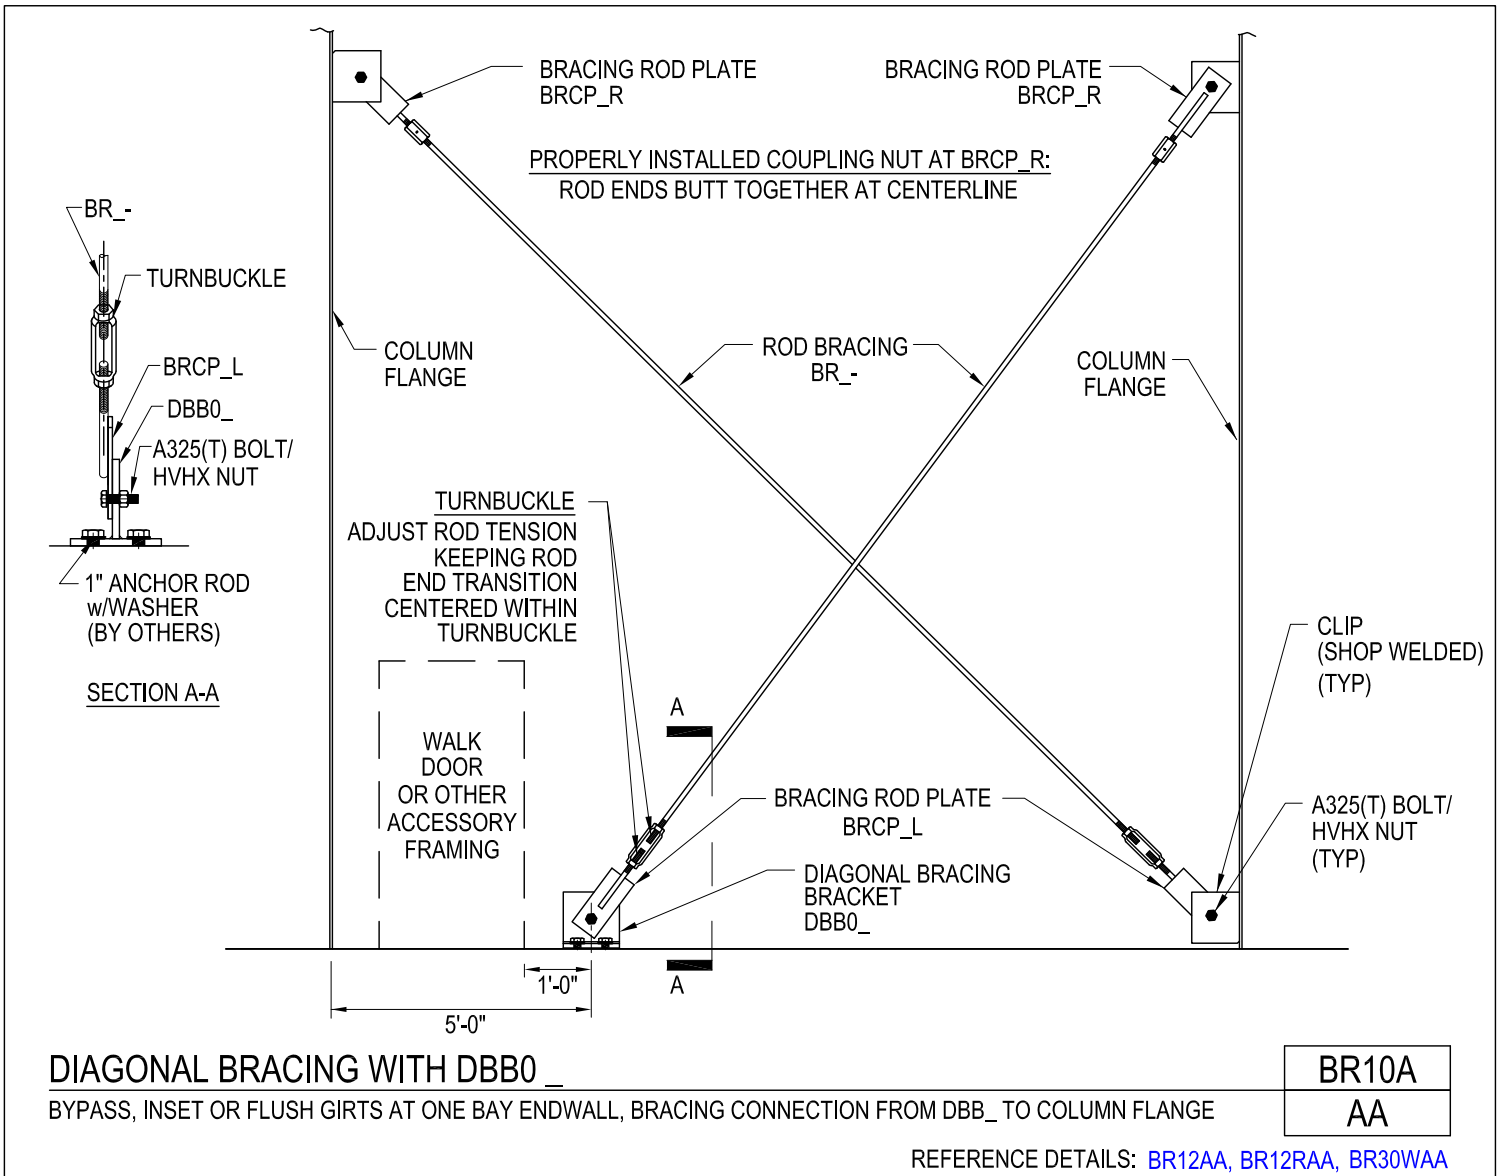 BRACING ROD PLATE
BRCP_R
BRACING ROD PLATE
BRCP_R
PROPERLY INSTALLED COUPLING NUT AT BRCP_R:
ROD ENDS BUTT TOGETHER AT CENTERLINE
BR_-
TURNBUCKLE
BRCP_L
DBB0_
A325(T) BOLT/
HVHX NUT
1" ANCHOR ROD
w/WASHER
(BY OTHERS)
SECTION A-A
COLUMN
FLANGE
ROD BRACING
BR_-
COLUMN
FLANGE
TURNBUCKLE
ADJUST ROD TENSION
KEEPING ROD
END TRANSITION
CENTERED WITHIN
TURNBUCKLE
CLIP
(SHOP WELDED)
(TYP)
WALK
DOOR
OR OTHER
ACCESSORY
FRAMING
A
BRACING ROD PLATE
BRCP_L
A325(T) BOLT/
HVHX NUT
(TYP)
DIAGONAL BRACING
BRACKET
DBB0_
A
1'-0"
5'-0"
DIAGONAL BRACING WITH DBB0 _
BR10A
BYPASS, INSET OR FLUSH GIRTS AT ONE BAY ENDWALL, BRACING CONNECTION FROM DBB_ TO COLUMN FLANGE
AA
REFERENCE DETAILS: BR12AA, BR12RAA, BR30WAA